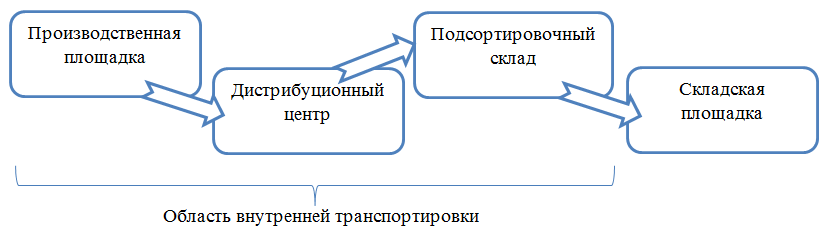 Производственная
площадка
Дистрибуционный
центр
Подсортировочный
склад
Складская
площадка
Область внутренней транспортировки